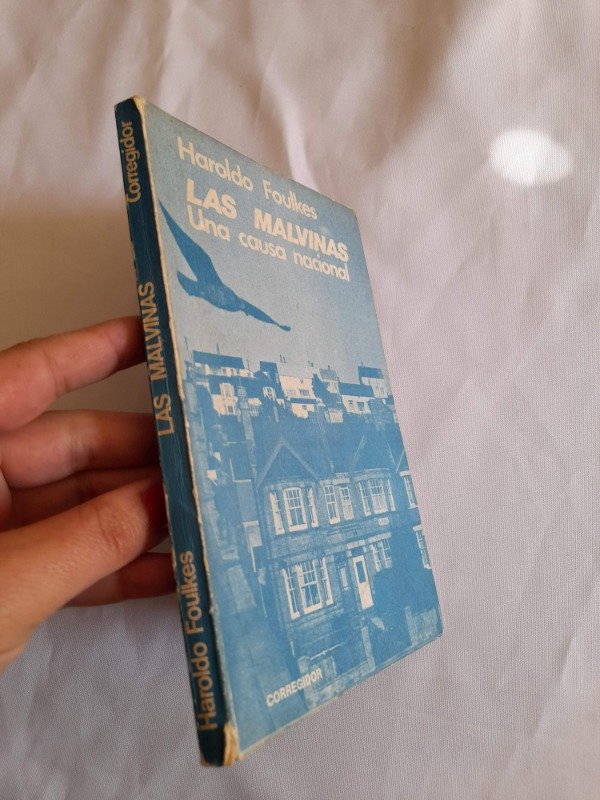 Haroldo Foulkes
LAS MALVINAS
Una causa nacional
CORREGIDOR
Haroldo Foulkes
LAS MALVINAS
Corregidor